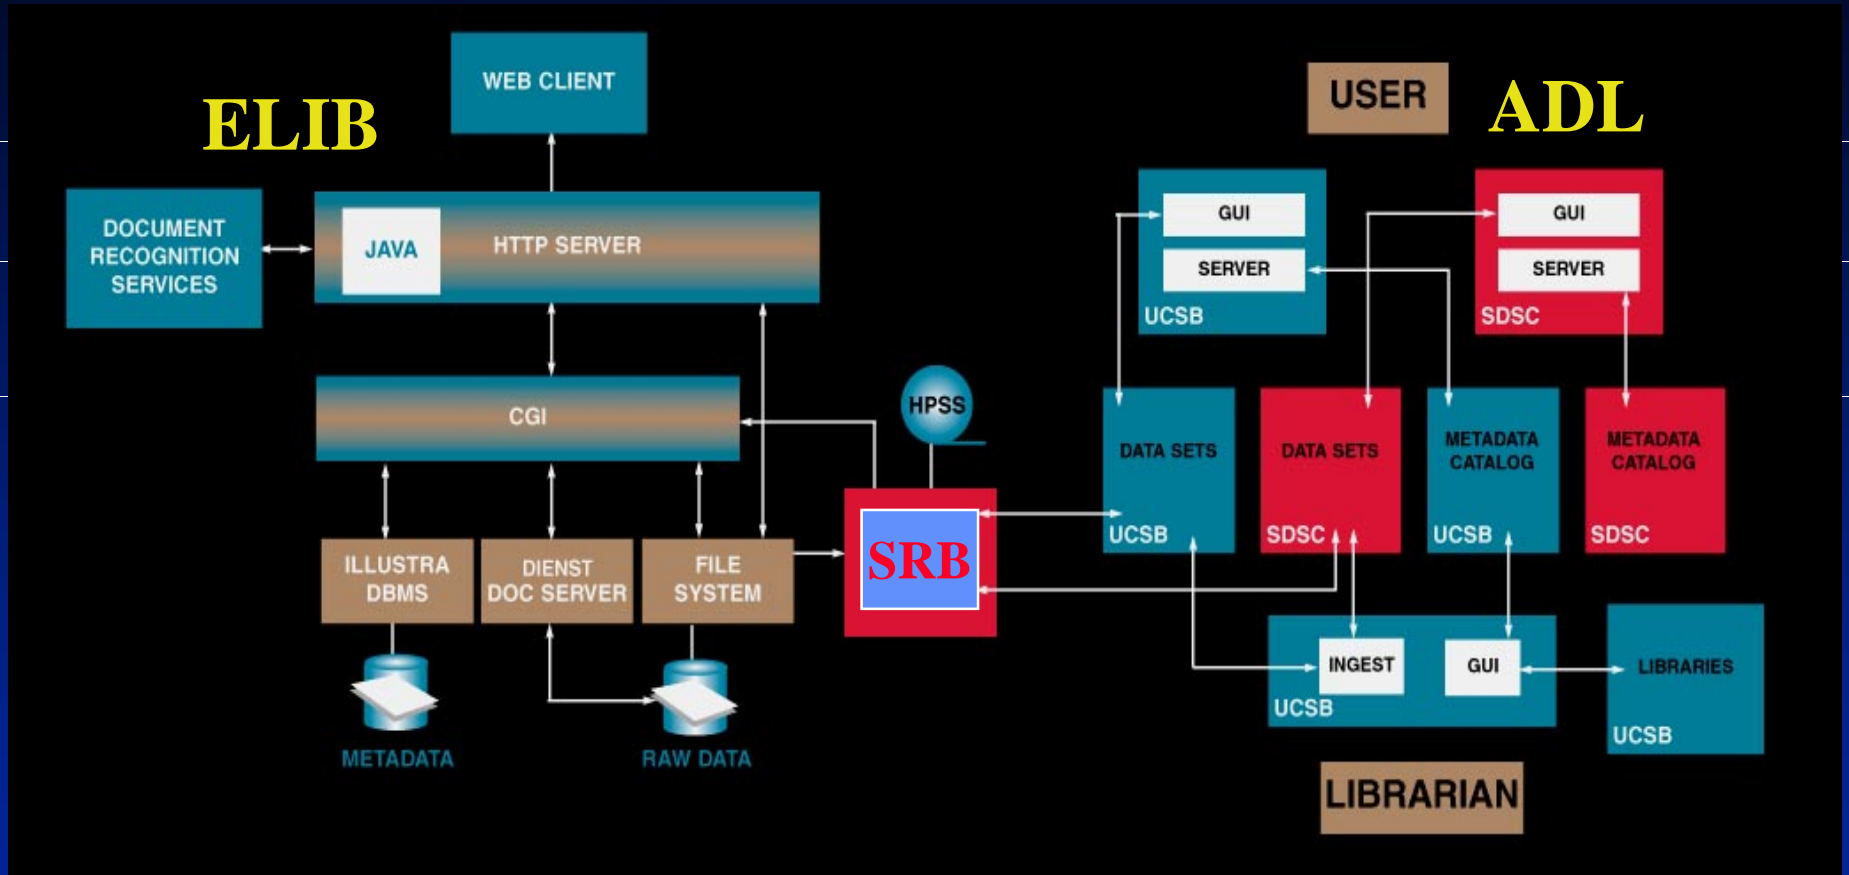 ELIB
WEB CLIENT
DOCUMENT
RECOGNITION
SERVICES
JAVA
HTTP SERVER
CGI
ILLUSTRA
DBMS
DIENST
DOC SERVER
FILE
SYSTEM
METADATA
RAW DATA
HPSS
SRB
USER
ADL
GUI
SERVER
UCSB
GUI
SERVER
SDSC
DATA SETS
UCSB
DATA SETS
SDSC
METADATA
CATALOG
UCSB
METADATA
CATALOG
SDSC
INGEST
GUI
UCSB
LIBRARIES
UCSB
LIBRARIAN